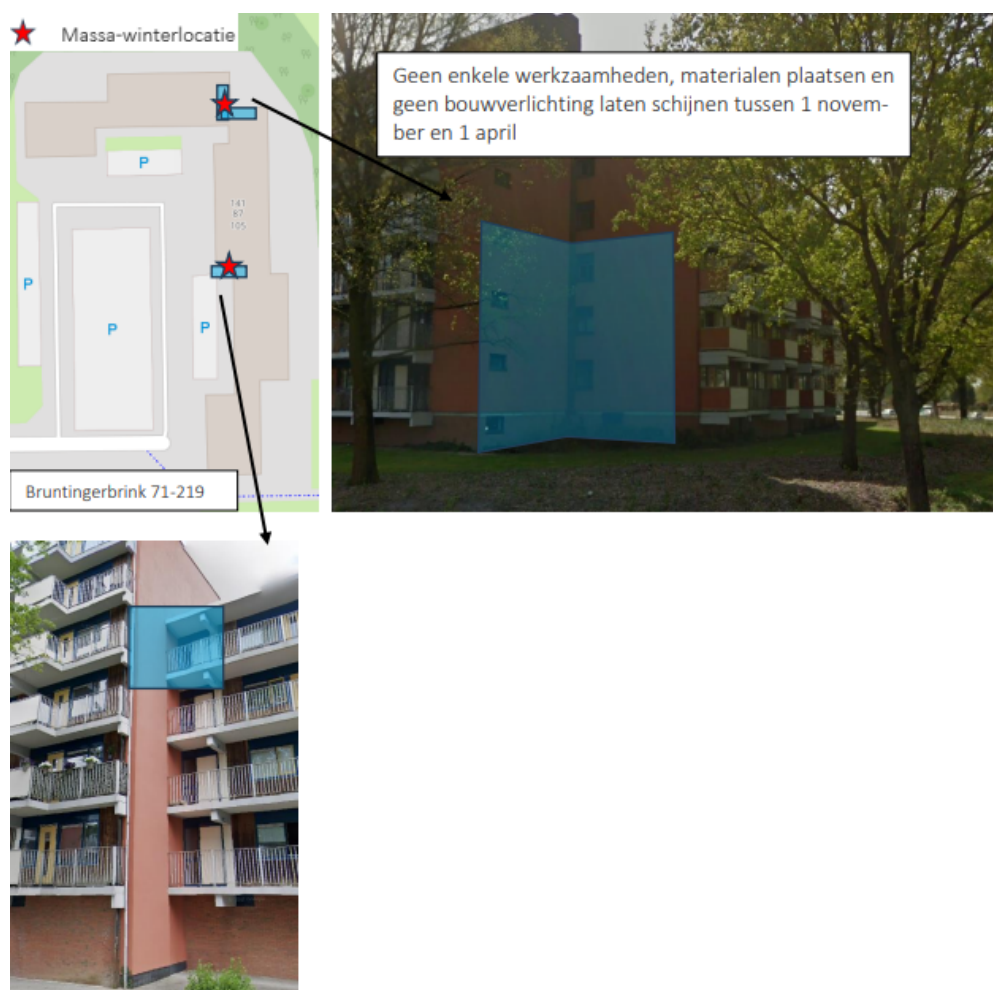 Massa-winterlocatie
Geen enkele werkzaamheden, materialen plaatsen en
geen bouwverlichting laten schijnen tussen 1 novem-
ber en 1 april
P
141
87
105
P
P
P
Bruntingerbrink 71-219